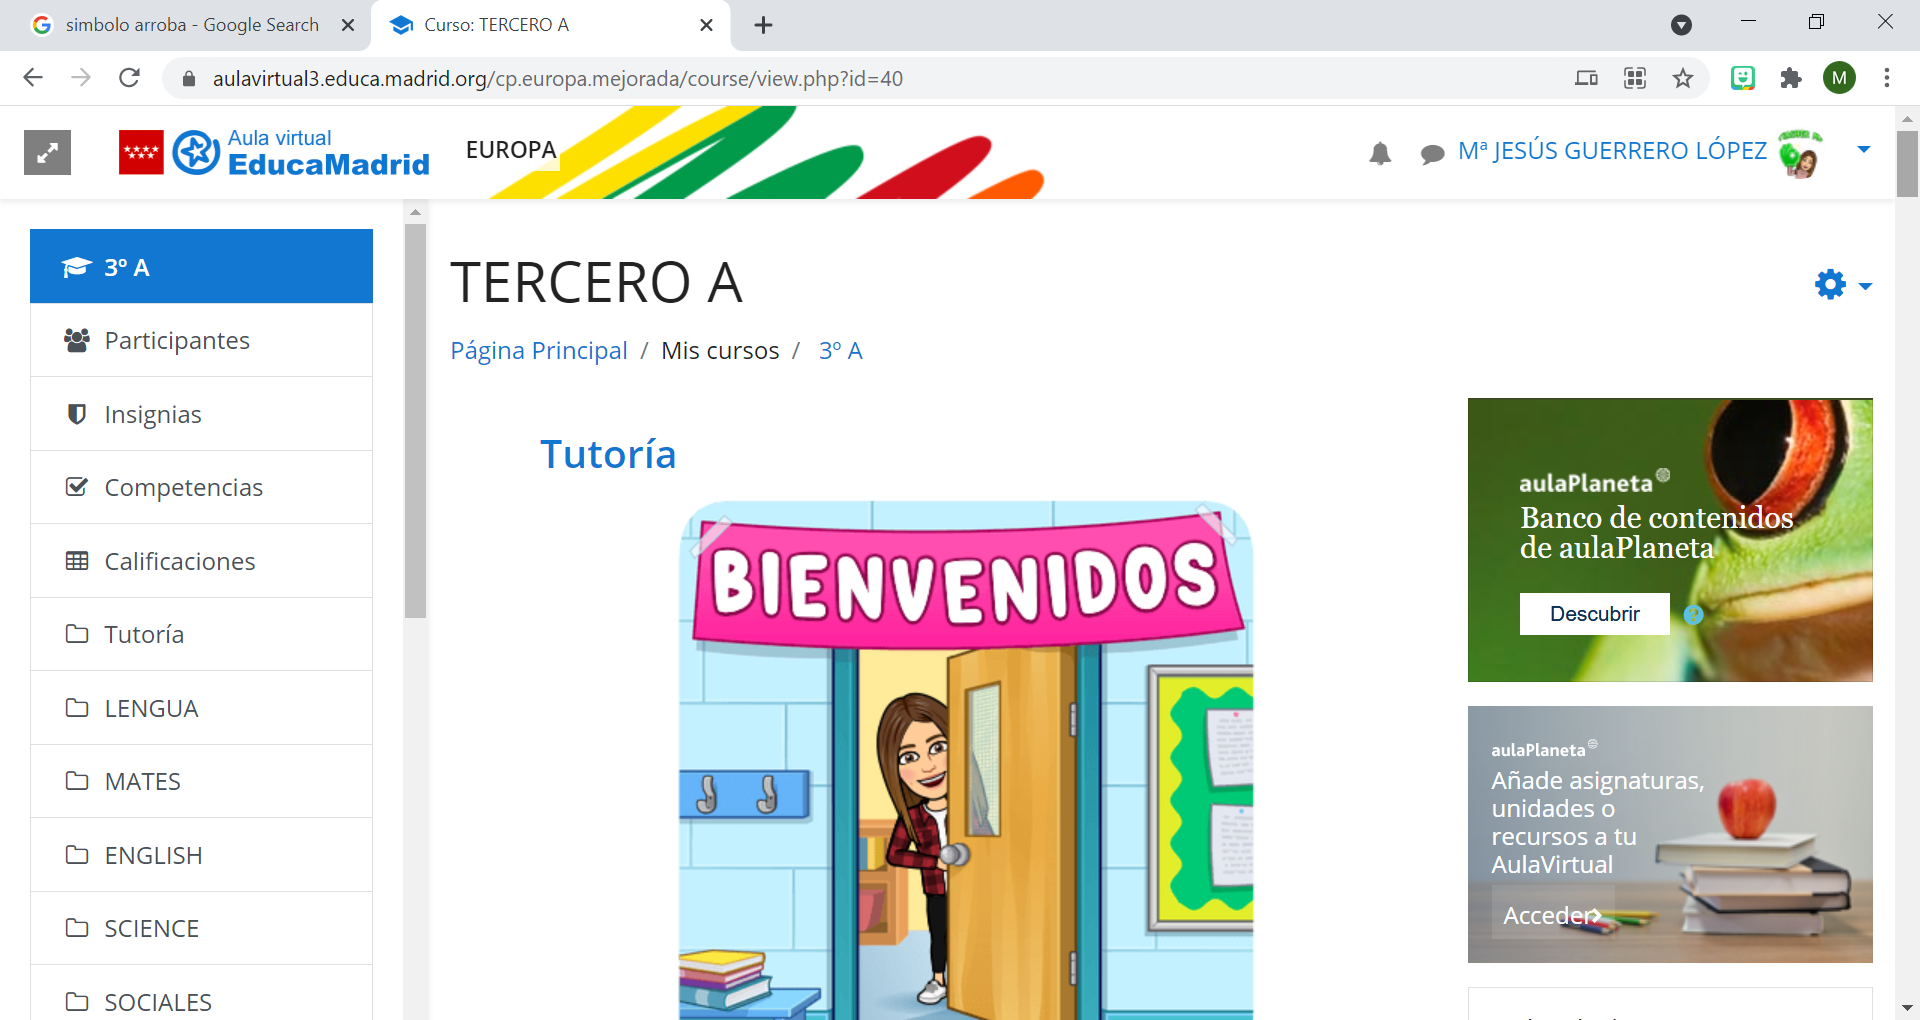 simbolo arroba - Google Search
Curso: TERCERO A
aulavirtual3.educa.madrid.org/cp.europa.mejorada/course/view.php?id=40
M
Aula virtual
EducaMadrid
EUROPA
Mª JESÚS GUERRERO LÓPEZ
3º A
Participantes
Insignias
Competencias
Calificaciones
Tutoría
LENGUA
MATES
ENGLISH
SCIENCE
SOCIALES
TERCERO A
Página Principal / Mis cursos / 3º A
Tutoría
BIENVENIDOS
aulaPlaneta
Banco de contenidos
de aulaPlaneta
Descubrir
?
aulaPlaneta
Añade asignaturas,
unidades o
recursos a tu
AulaVirtual
Acceder